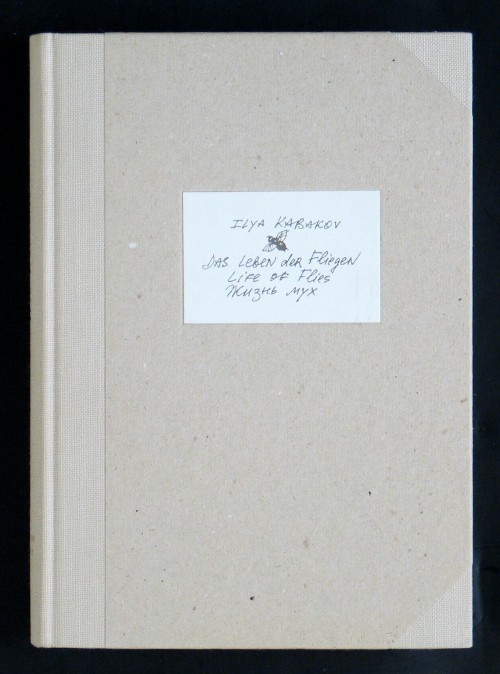 ILYA KABAKOV
DAS LEBEN der FlIEGEN
LIFE OF FlIES
Жизнь мух